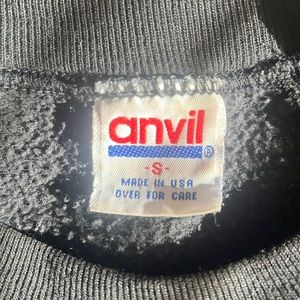 anvil
®
-S-
MADE IN USA
OVER FOR CARE